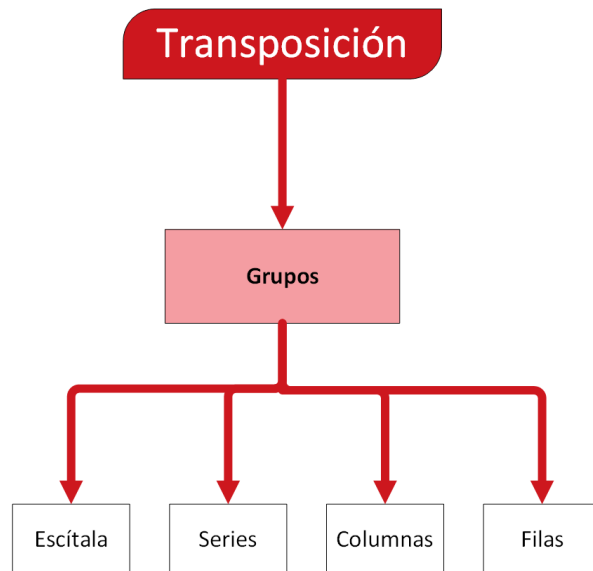 Transposición
Grupos
Escítala
Series
Columnas
Filas